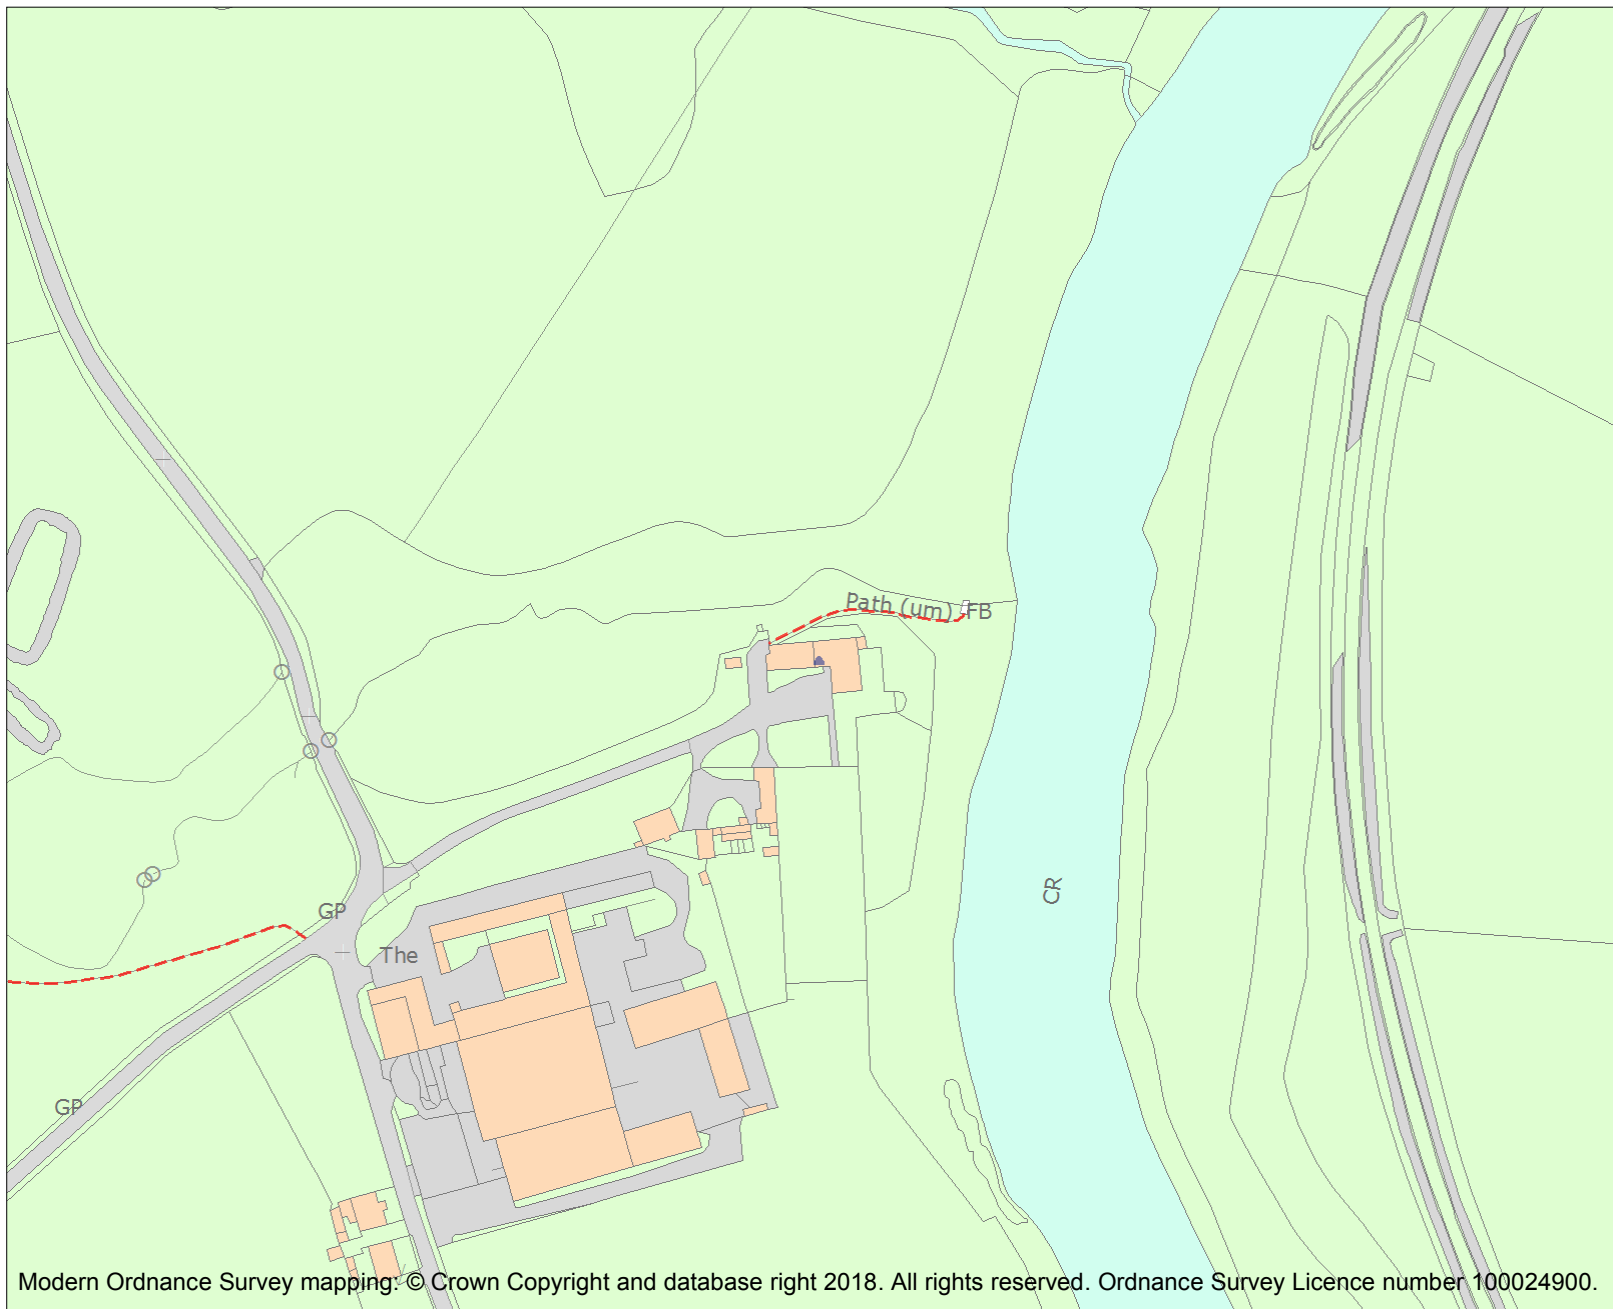 Path (um) FB
CR
GP
The
GP
Modern Ordnance Survey mapping: © Crown Copyright and database right 2018. All rights reserved. Ordnance Survey Licence number 100024900.